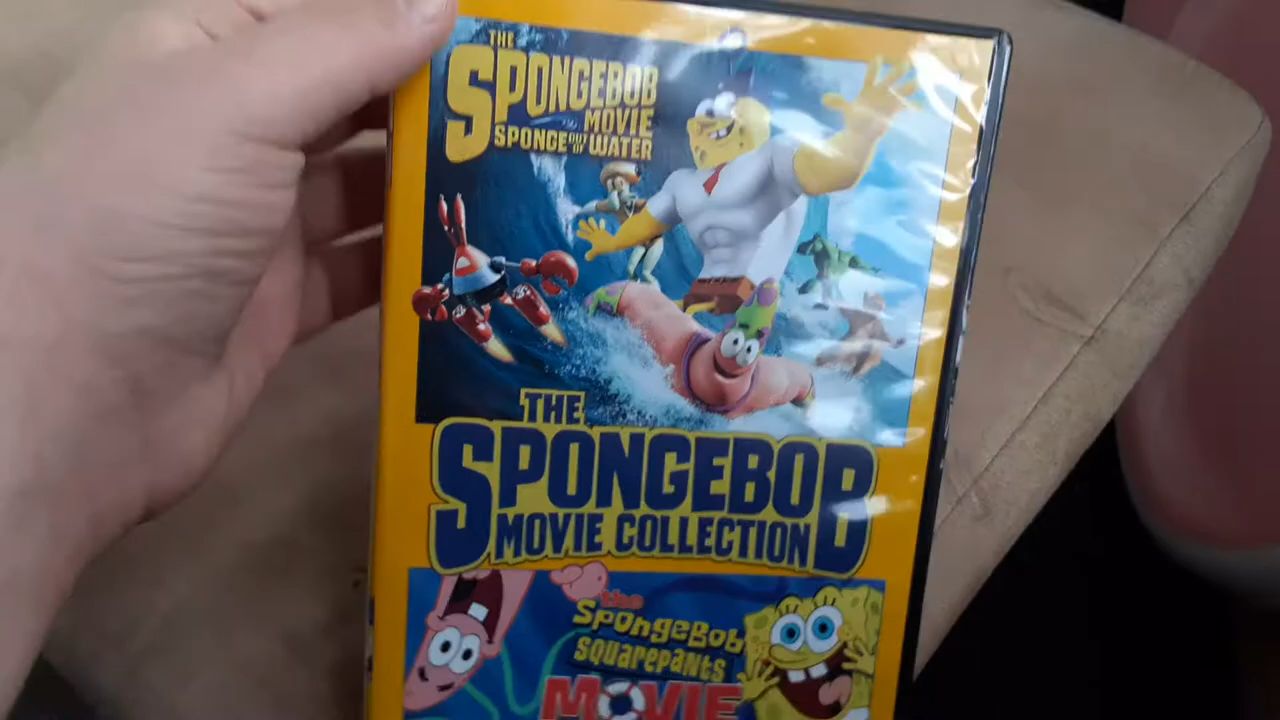 THE
SPONGEBOB
MOVIE
SPONGE OUT OF WATER
THE
SPONGEBOB
MOVIE COLLECTION
the
SpongeBob
SQUAREPANTS
MOVIE